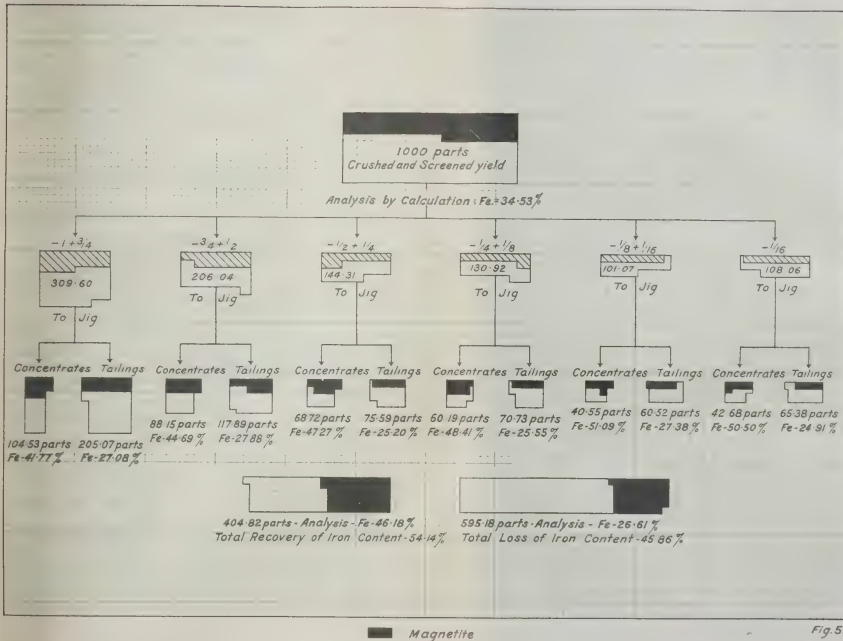 1000 parts
Crushed and Screened yield
Analysis by Calculation: Fe.=34·53%
-1 + 3/4
-3/4 + 1/2
-1/2 + 1/4
-1/4 + 1/8
-1/8 + 1/16
-1/16
309·60
206·04
144·31
130·92
101·07
108·06
To Jig
To Jig
To Jig
To Jig
To Jig
To Jig
Concentrates Tailings
Concentrates Tailings
Concentrates Tailings
Concentrates Tailings
Concentrates Tailings
Concentrates Tailings
104·53 parts
Fe-41·77%
205·07 parts
Fe-27·08%
88·15 parts
Fe-44·69%
117·89 parts
Fe-27·88%
68·72 parts
Fe-47·27%
75·59 parts
Fe-25·20%
60·19 parts
Fe-48·41%
70·73 parts
Fe-25·55%
40·55 parts
Fe-51·09%
60·52 parts
Fe-27·38%
42·68 parts
Fe-50·50%
65·38 parts
Fe-24·91%
404·82 parts - Analysis - Fe-46·18%
Total Recovery of Iron Content-54·14%
595·18 parts - Analysis - Fe-26·61%
Total Loss of Iron Content-45·86%
Magnetite
Fig.5